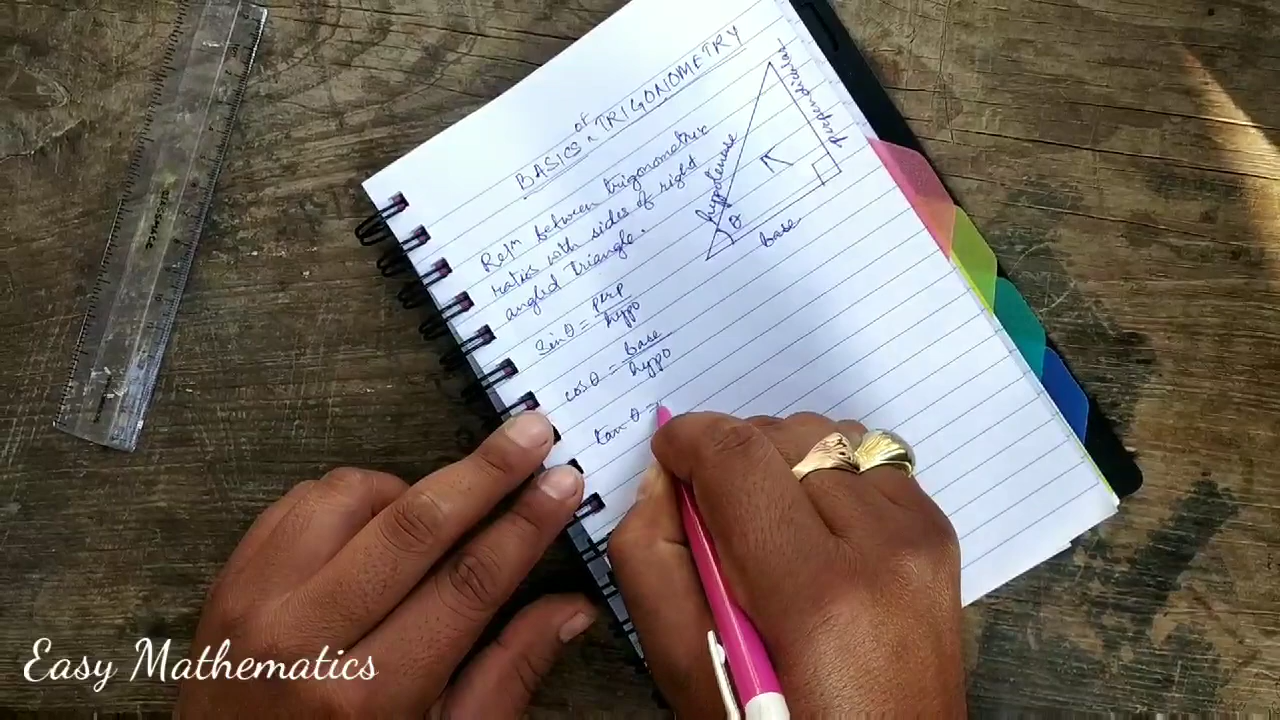 BASICS of TRIGONOMETRY
Relⁿ between trigonometric
ratios with sides of right
angled triangle.
perpendicular
hypotenuse
θ
base
Sin θ = perp
hypo
cos θ = base
hypo
tan θ =
classmate
Easy Mathematics